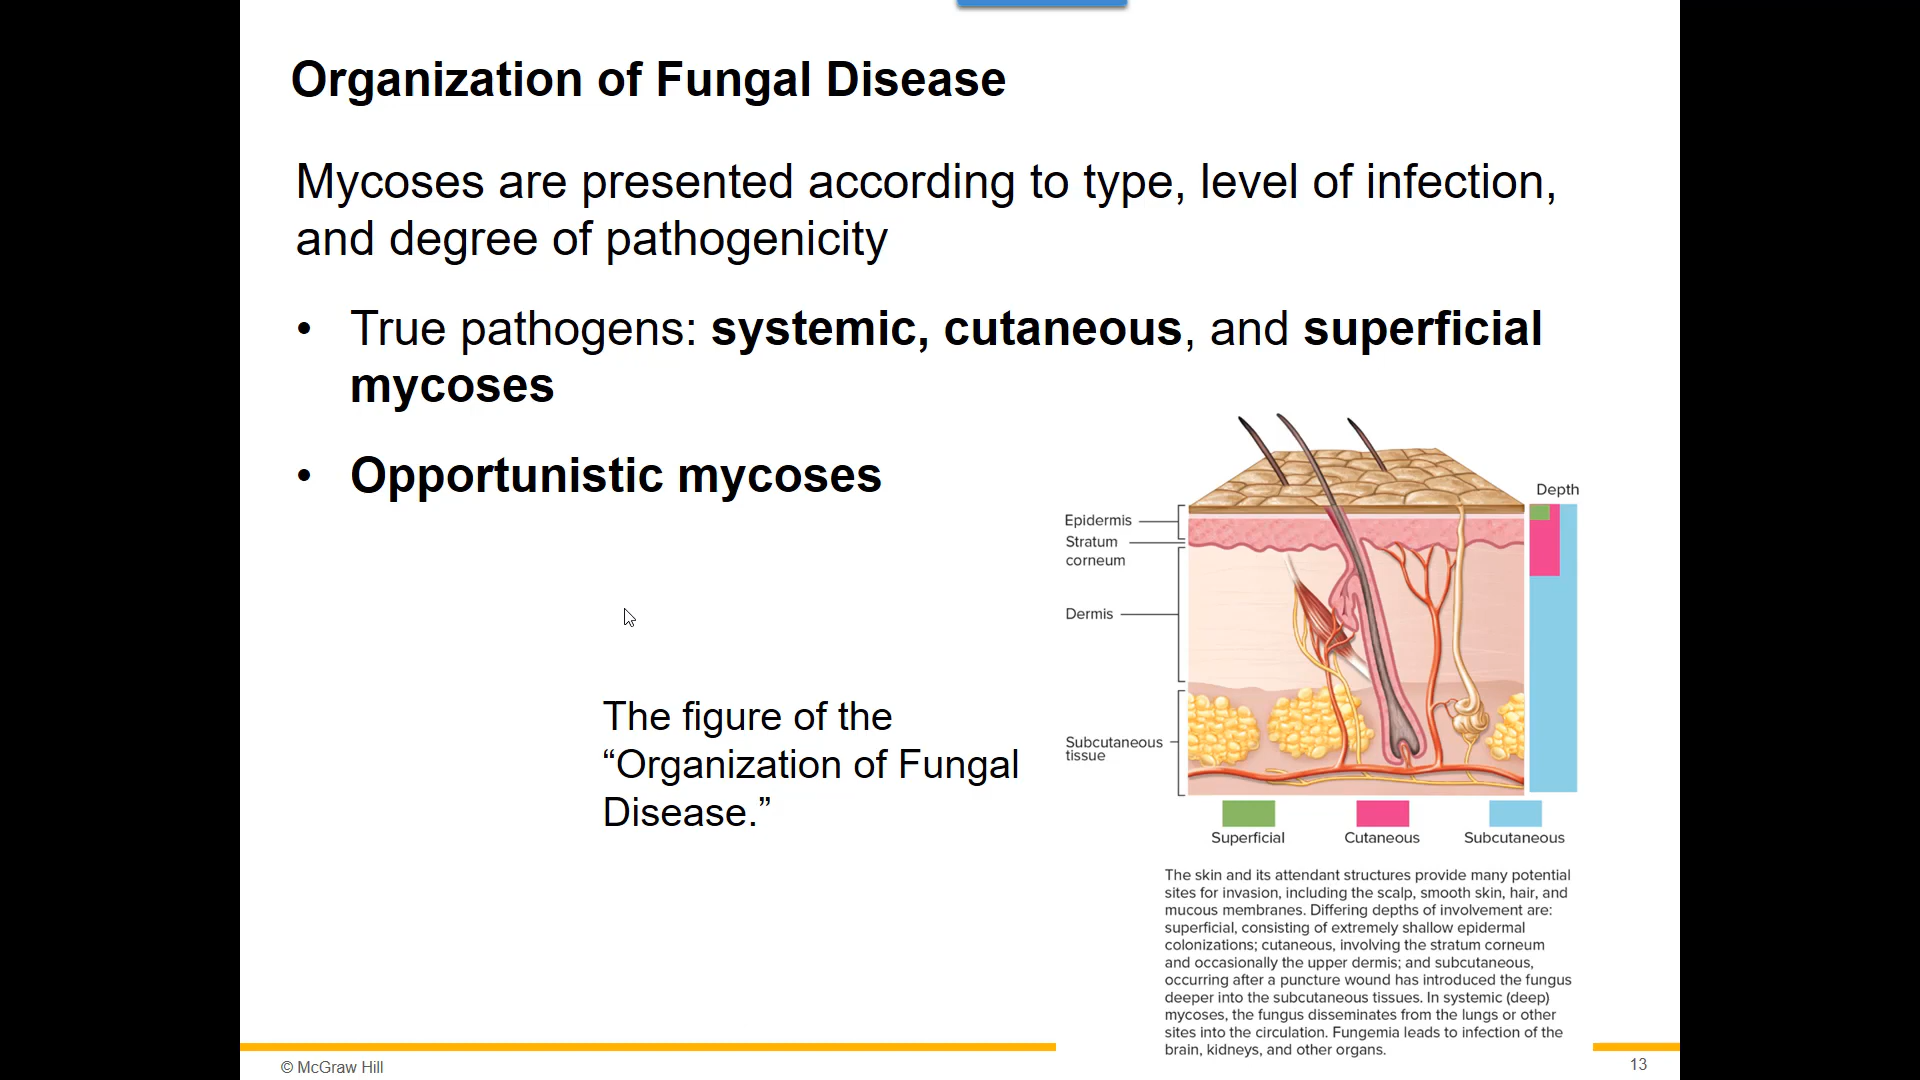 Organization of Fungal Disease
Mycoses are presented according to type, level of infection,
and degree of pathogenicity
• True pathogens: systemic, cutaneous, and superficial
mycoses
• Opportunistic mycoses
The figure of the
“Organization of Fungal
Disease.”
Depth
Epidermis
Stratum
corneum
Dermis
Subcutaneous
tissue
Superficial
Cutaneous
Subcutaneous
The skin and its attendant structures provide many potential
sites for invasion, including the scalp, smooth skin, hair, and
mucous membranes. Differing depths of involvement are:
superficial, consisting of extremely shallow epidermal
colonizations; cutaneous, involving the stratum corneum
and occasionally the upper dermis; and subcutaneous,
occurring after a puncture wound has introduced the fungus
deeper into the subcutaneous tissues. In systemic (deep)
mycoses, the fungus disseminates from the lungs or other
sites into the circulation. Fungemia leads to infection of the
brain, kidneys, and other organs.
© McGraw Hill
13